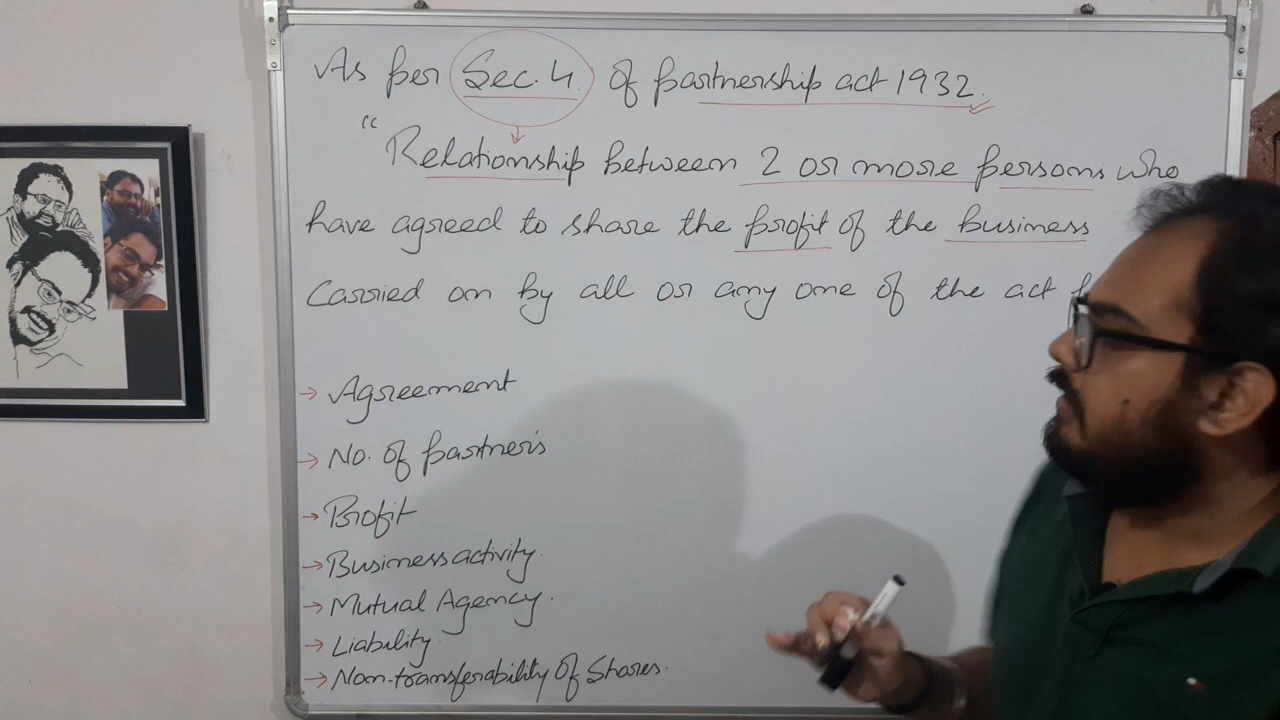 As per Sec. 4. of partnership act 1932.
"Relationship between 2 or more persons who
have agreed to share the profit of the business
Carried on by all or any one of the act
→ Agreement
→ No. of partner's
→ Profit
→ Business activity.
→ Mutual Agency.
→ Liability.
→ Non-transferability of Shares.